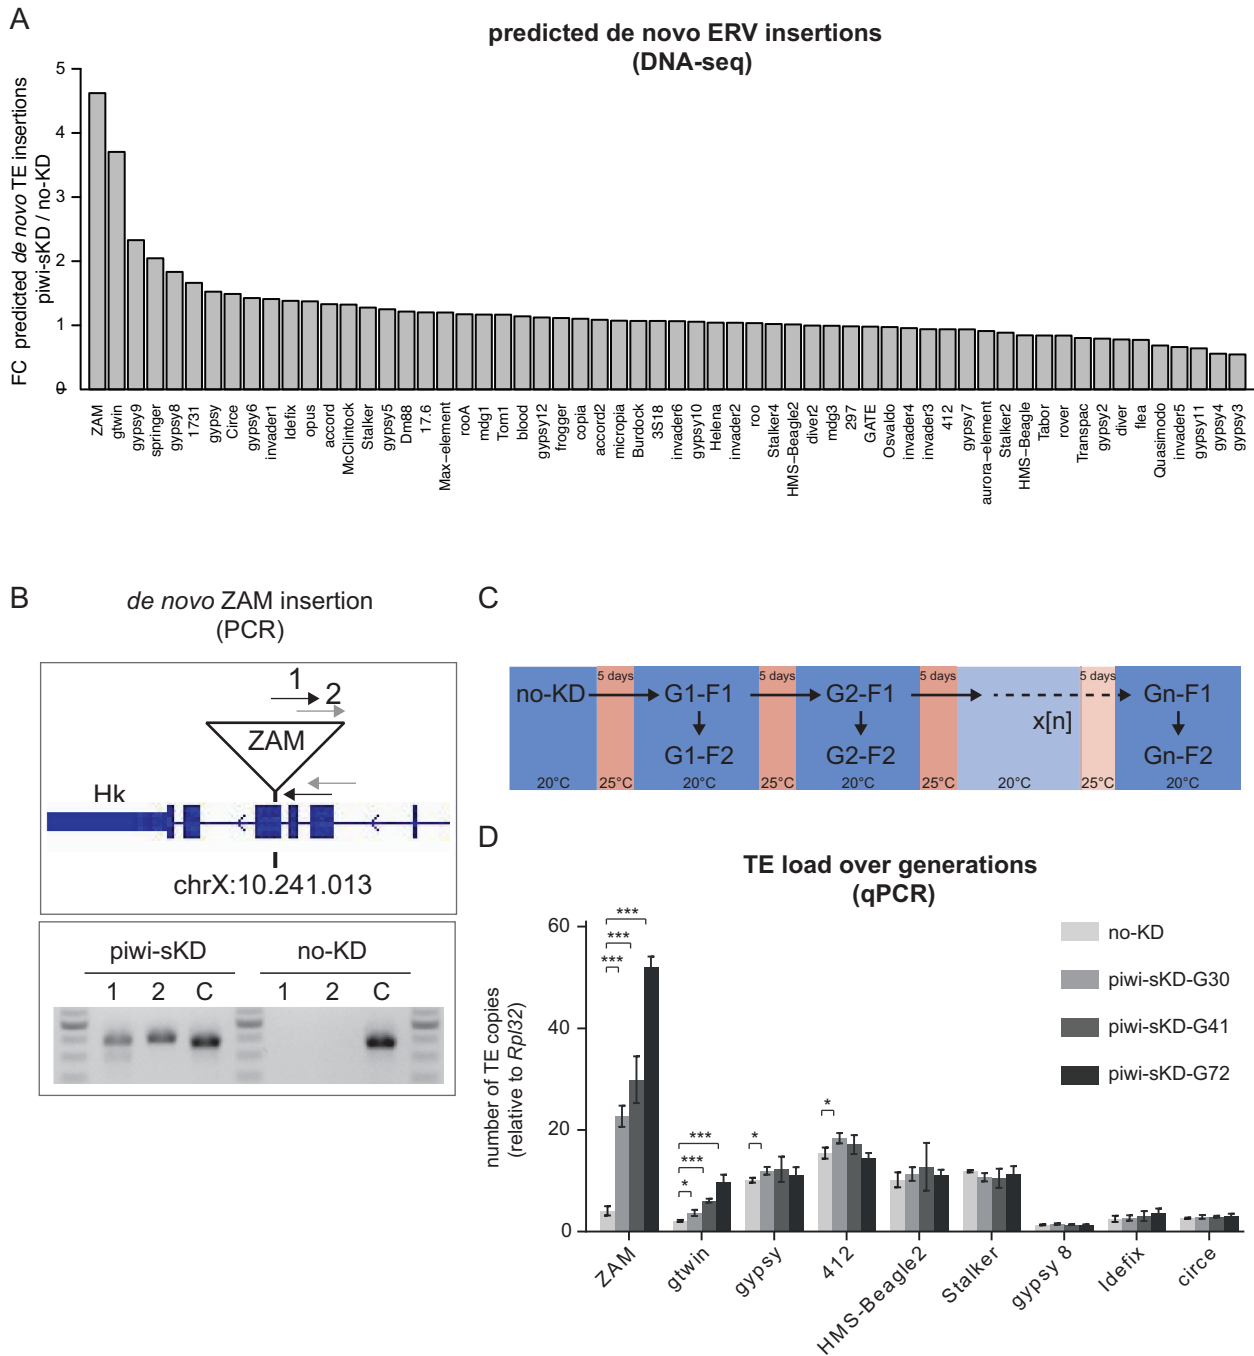 A
predicted de novo ERV insertions
(DNA-seq)
FC predicted de novo TE insertions
piwi-sKD / no-KD
5
4
3
2
1
0
ZAM
gtwin
gypsy9
springer
gypsy8
1731
gypsy
Circe
gypsy6
invader1
Idefix
opus
accord
McClintock
Stalker
gypsy5
Dm88
17.6
Max-element
rooA
mdg1
Tom1
blood
gypsy12
frogger
copia
accord2
micropia
Burdock
3S18
invader6
gypsy10
Helena
invader2
roo
Stalker4
HMS-Beagle2
diver2
mdg3
297
GATE
Osvaldo
invader4
invader3
412
gypsy7
aurora-element
Stalker2
HMS-Beagle
Tabor
rover
Transpac
gypsy2
diver
flea
Quasimodo
invader5
gypsy11
gypsy4
gypsy3
B
de novo ZAM insertion
(PCR)
1
2
ZAM
Hk
chrX:10.241.013
piwi-sKD no-KD
1 2 C 1 2 C
C
5 days 5 days 5 days 5 days
no-KD G1-F1 G2-F1 Gn-F1
x[n]
G1-F2 G2-F2 Gn-F2
20°C 25°C 20°C 25°C 20°C 25°C 20°C 25°C 20°C
D
TE load over generations
(qPCR)
number of TE copies
(relative to Rpl32)
60
40
20
0
***
***
***
***
***
*
*
*
no-KD
piwi-sKD-G30
piwi-sKD-G41
piwi-sKD-G72
ZAM
gtwin
gypsy
412
HMS-Beagle2
Stalker
gypsy 8
Idefix
circe